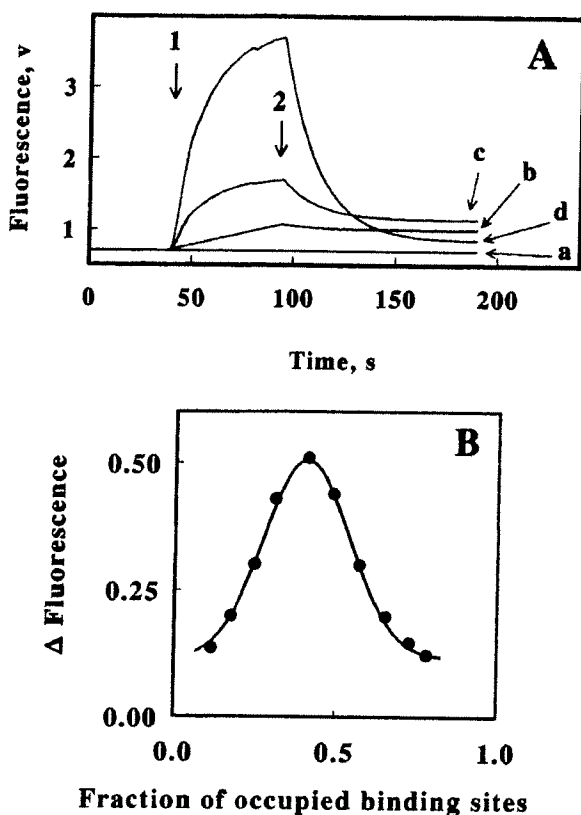 A
1
2
Fluorescence, v
3
2
1
c
b
d
a
0
50
100
150
200
Time, s
B
Δ Fluorescence
0.50
0.25
0.00
0.0
0.5
1.0
Fraction of occupied binding sites